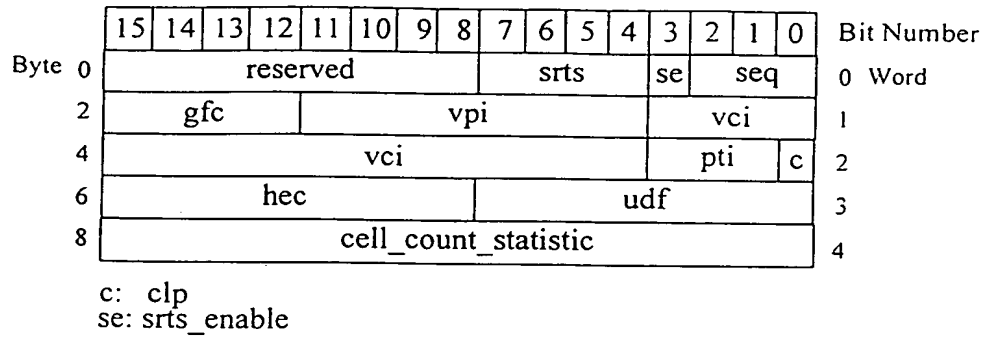 15 14 13 12 11 10 9 8 7 6 5 4 3 2 1 0 Bit Number
Byte 0 reserved srts se seq 0 Word
2 gfc vpi vci 1
4 vci pti c 2
6 hec udf 3
8 cell_count_statistic 4
c: clp
se: srts_enable